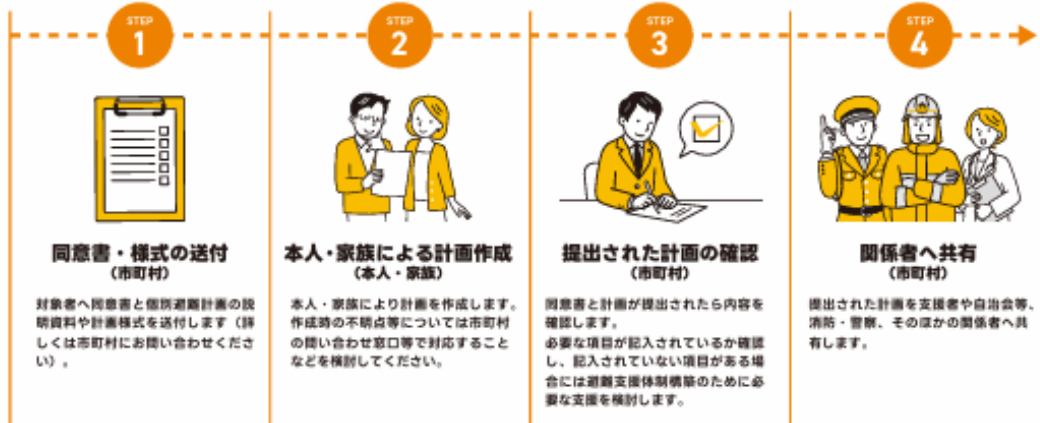 STEP
1
同意書・様式の送付
(市町村)
対象者へ同意書と個別避難計画の説
明資料や計画様式を送付します（詳
しくは市町村にお問い合わせくださ
い）。
STEP
2
本人・家族による計画作成
(本人・家族)
本人・家族により計画を作成します。
作成時の不明点等については市町村
の問い合わせ窓口等で対応すること
などを検討してください。
STEP
3
提出された計画の確認
(市町村)
同意書と計画が提出されたら内容を
確認します。
必要な項目が記入されているか確認
し、記入されていない項目がある場
合には避難支援体制構築のために必
要な支援を検討します。
STEP
4
関係者へ共有
(市町村)
提出された計画を支援者や自治会等、
消防・警察、そのほかの関係者へ共
有します。